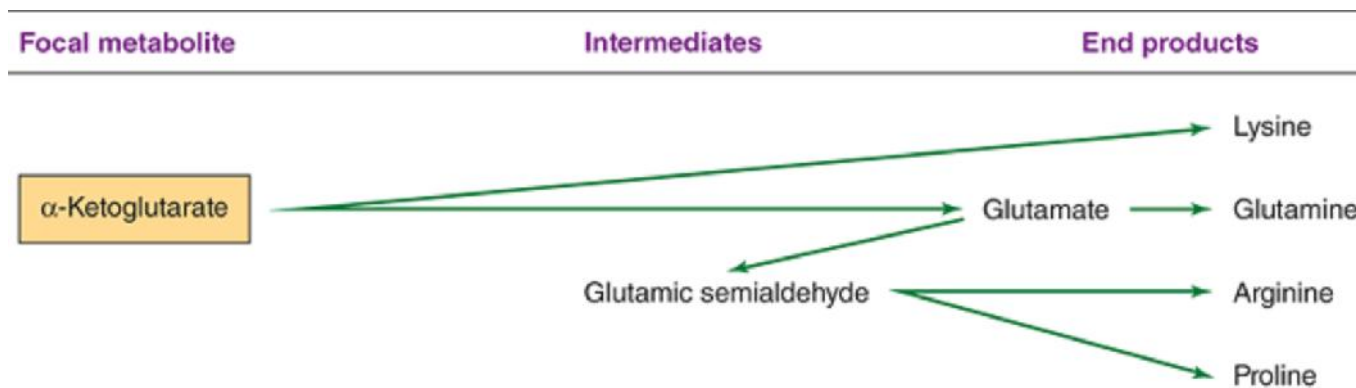 Focal metabolite Intermediates End products
Lysine
α-Ketoglutarate Glutamate Glutamine
Glutamic semialdehyde Arginine
Proline